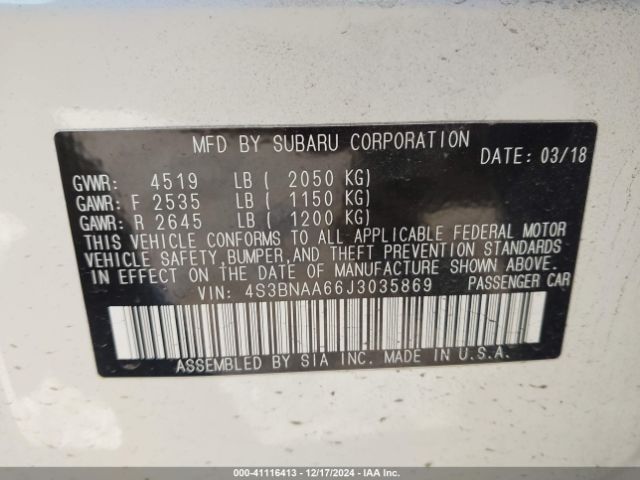 MFD BY SUBARU CORPORATION
DATE: 03/18
GVWR: 4519 LB ( 2050 KG)
GAWR: F 2535 LB ( 1150 KG)
GAWR: R 2645 LB ( 1200 KG)
THIS VEHICLE CONFORMS TO ALL APPLICABLE FEDERAL MOTOR
VEHICLE SAFETY, BUMPER, AND THEFT PREVENTION STANDARDS
IN EFFECT ON THE DATE OF MANUFACTURE SHOWN ABOVE.
VIN: 4S3BNAA66J3035869 PASSENGER CAR
ASSEMBLED BY SIA INC. MADE IN U.S.A.
© 0-41116413 - 12/17/2024 - IAA Inc.